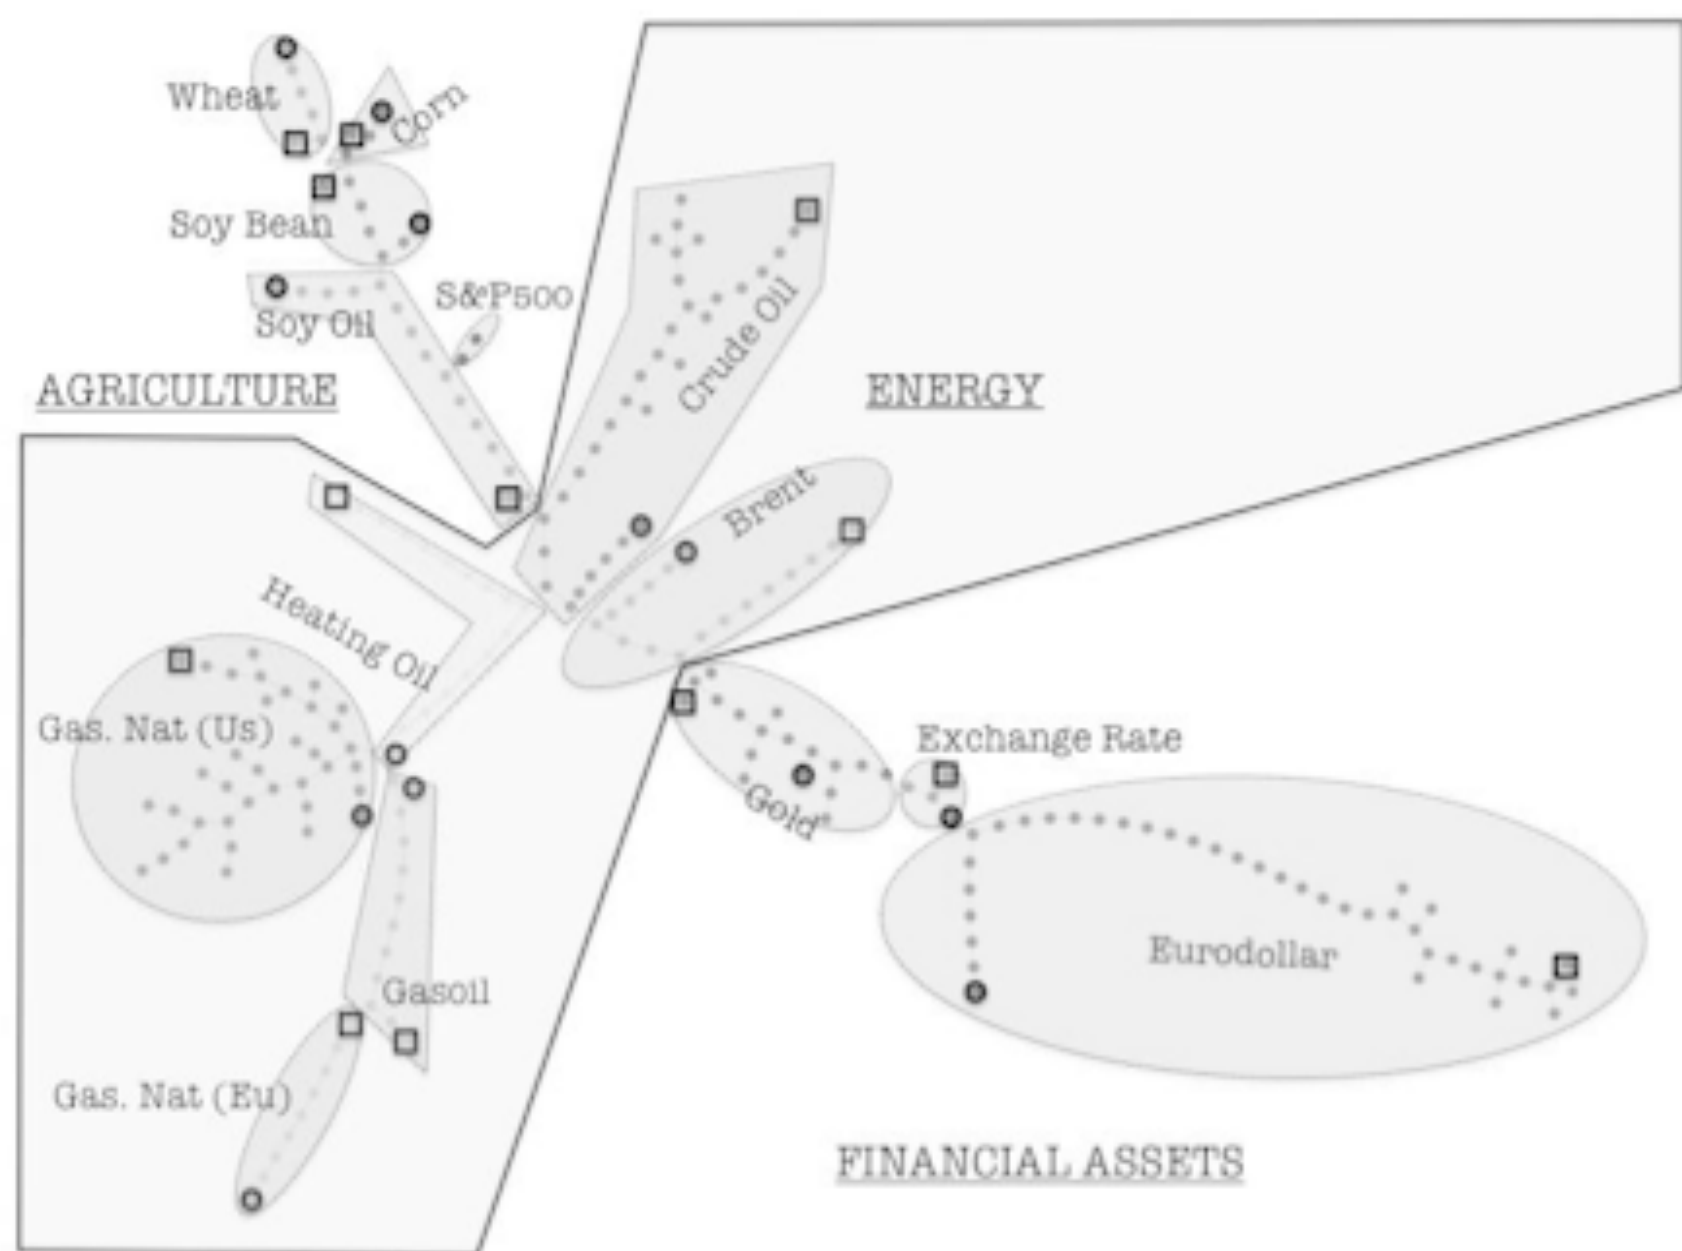 Wheat
Corn
Soy Bean
S&P500
Soy Oil
AGRICULTURE
Crude Oil
ENERGY
Brent
Heating Oil
Gas. Nat (Us)
Exchange Rate
Gold
Eurodollar
Gasoil
Gas. Nat (Eu)
FINANCIAL ASSETS